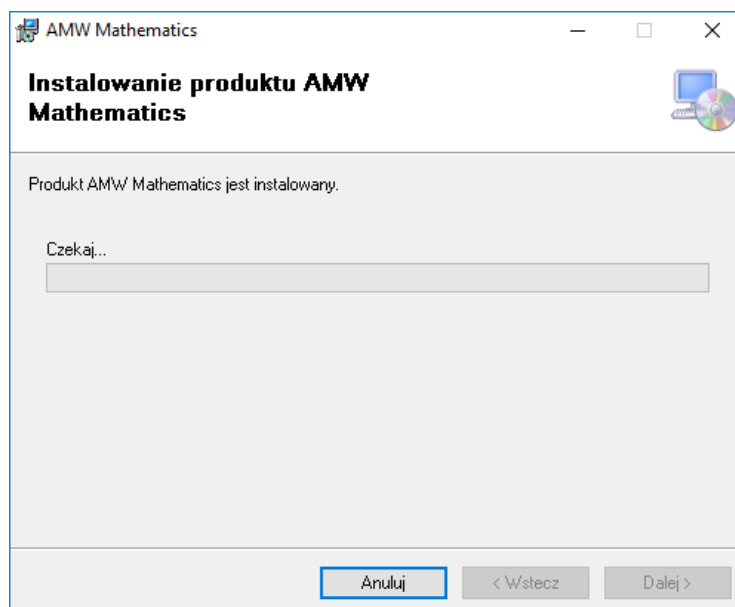 AMW Mathematics
Instalowanie produktu AMW
Mathematics
Produkt AMW Mathematics jest instalowany.
Czekaj...
Anuluj
< Wstecz
Dalej >